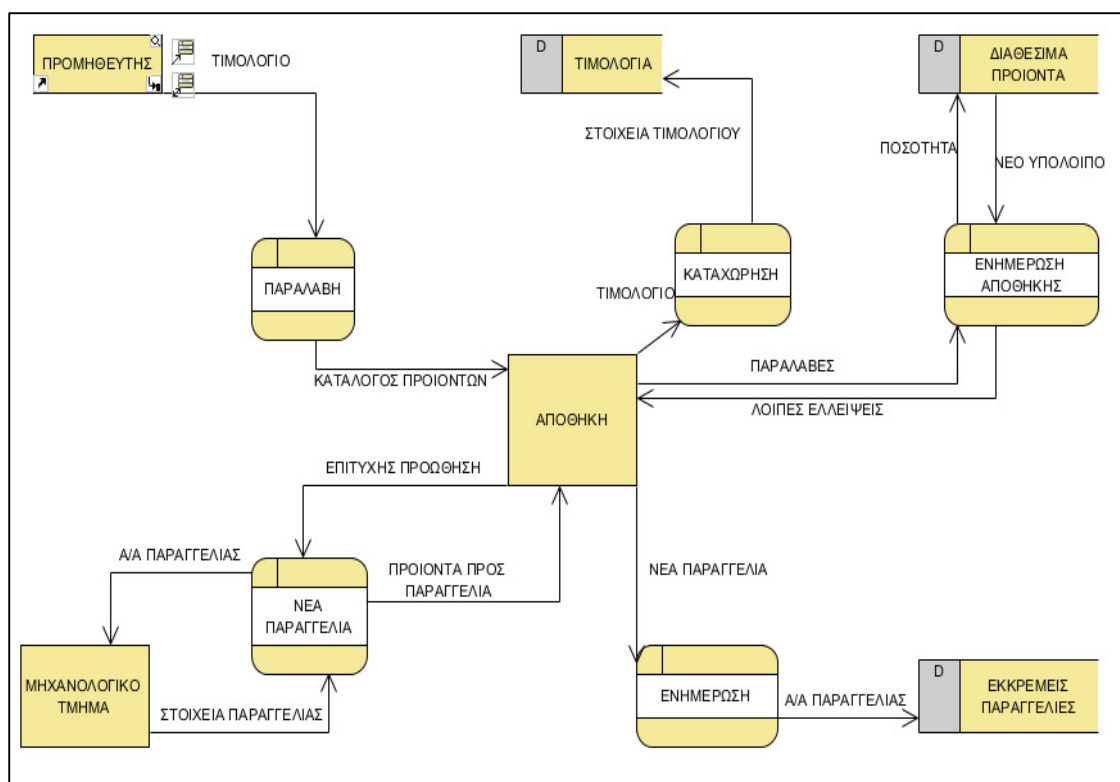 ΠΡΟΜΗΘΕΥΤΗΣ
ΤΙΜΟΛΟΓΙΟ
D
ΤΙΜΟΛΟΓΙΑ
D
ΔΙΑΘΕΣΙΜΑ
ΠΡΟΙΟΝΤΑ
ΣΤΟΙΧΕΙΑ ΤΙΜΟΛΟΓΙΟΥ
ΠΟΣΟΤΗΤΑ
ΝΕΟ ΥΠΟΛΟΙΠΟ
ΠΑΡΑΛΑΒΗ
ΚΑΤΑΧΩΡΗΣΗ
ΕΝΗΜΕΡΩΣΗ
ΑΠΟΘΗΚΗΣ
ΤΙΜΟΛΟΓΙΟ
ΚΑΤΑΛΟΓΟΣ ΠΡΟΙΟΝΤΩΝ
ΠΑΡΑΛΑΒΕΣ
ΑΠΟΘΗΚΗ
ΛΟΙΠΕΣ ΕΛΛΕΙΨΕΙΣ
ΕΠΙΤΥΧΗΣ ΠΡΟΩΘΗΣΗ
Α/Α ΠΑΡΑΓΓΕΛΙΑΣ
ΠΡΟΙΟΝΤΑ ΠΡΟΣ
ΠΑΡΑΓΓΕΛΙΑ
ΝΕΑ ΠΑΡΑΓΓΕΛΙΑ
ΝΕΑ
ΠΑΡΑΓΓΕΛΙΑ
ΜΗΧΑΝΟΛΟΓΙΚΟ
ΤΜΗΜΑ
ΣΤΟΙΧΕΙΑ ΠΑΡΑΓΓΕΛΙΑΣ
ΕΝΗΜΕΡΩΣΗ
Α/Α ΠΑΡΑΓΓΕΛΙΑΣ
D
ΕΚΚΡΕΜΕΙΣ
ΠΑΡΑΓΓΕΛΙΕΣ